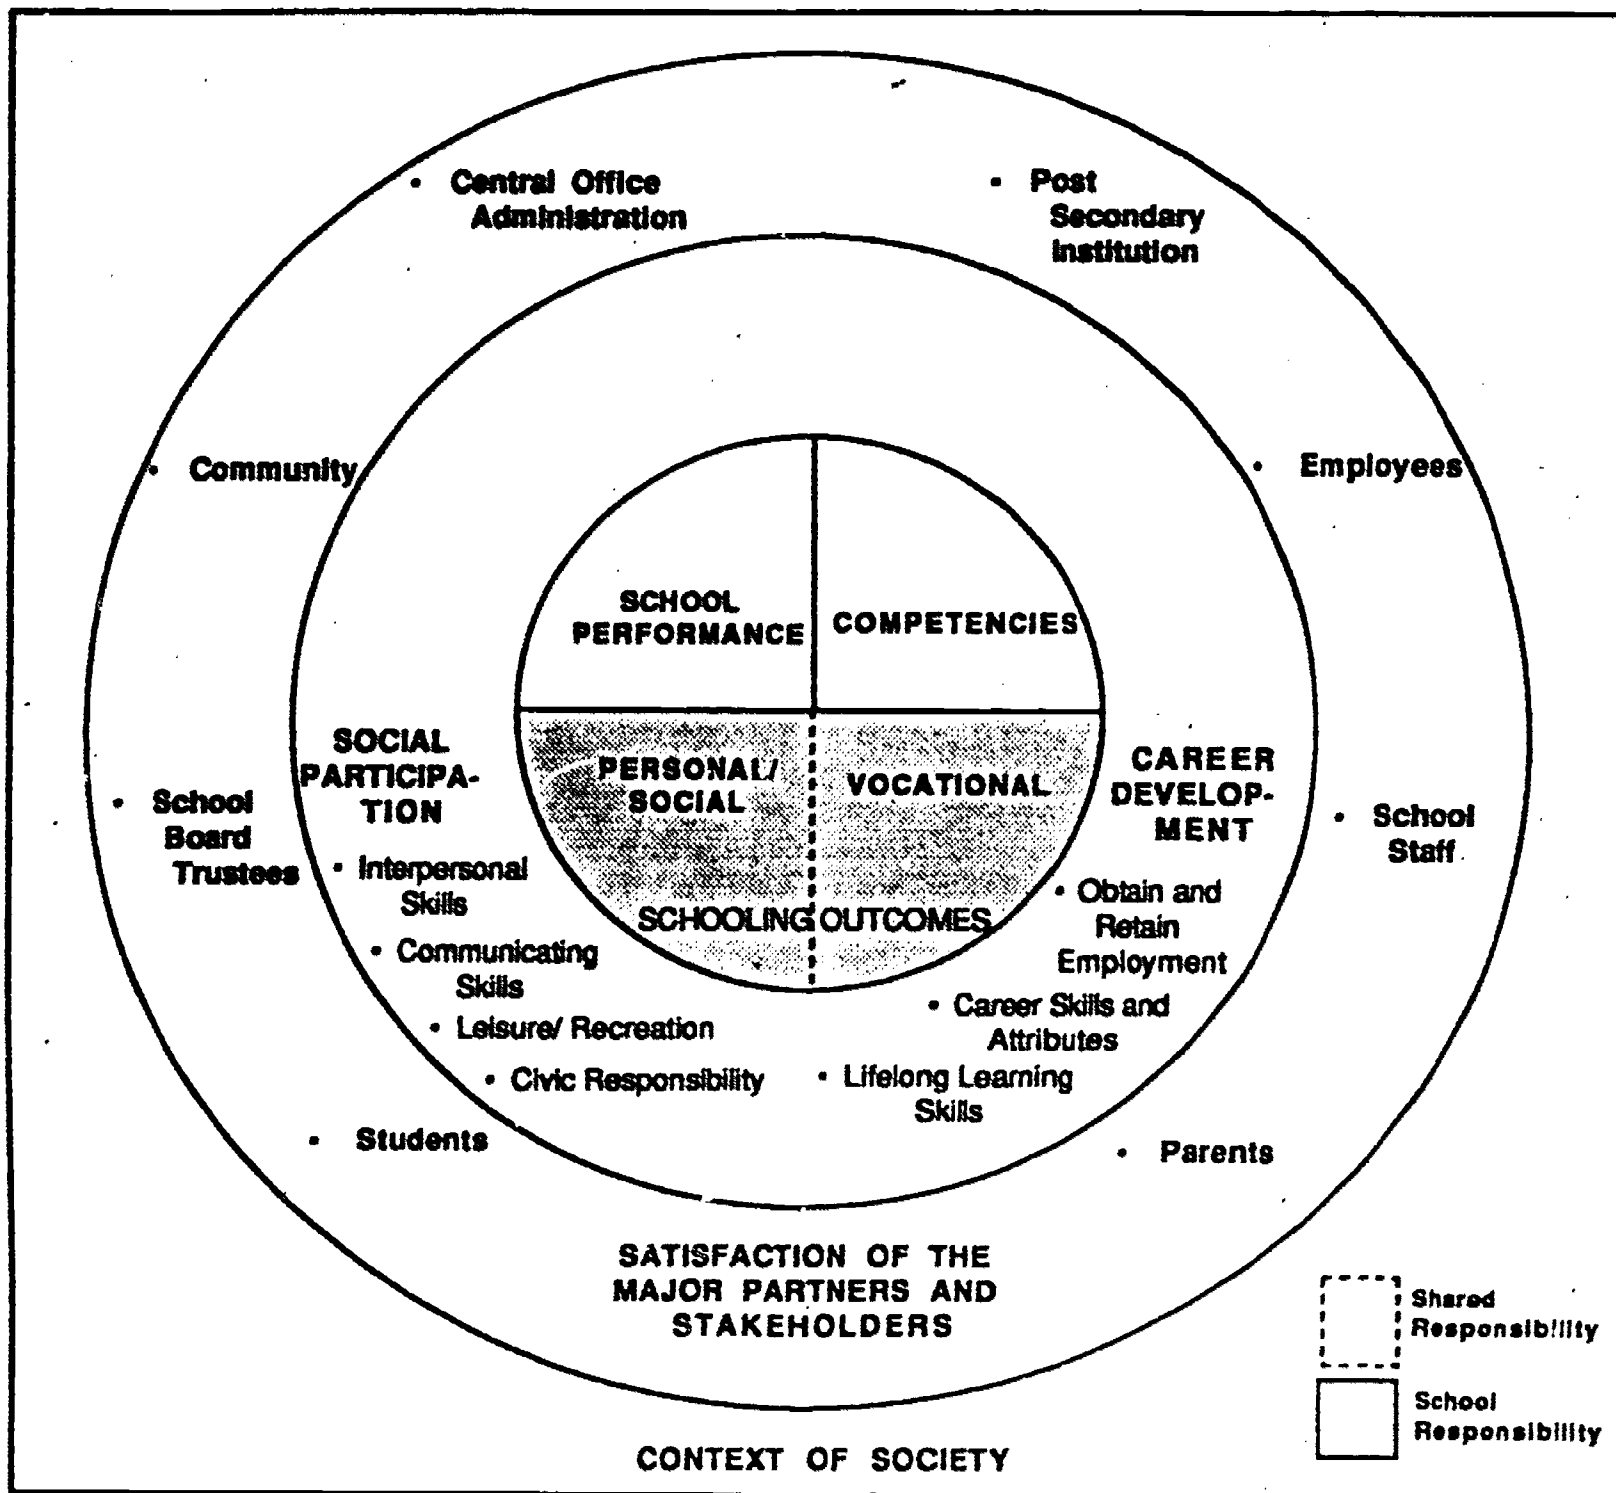 • Central Office
Administration
• Post
Secondary
Institution
• Community
• Employees
SCHOOL
PERFORMANCE
COMPETENCIES
SOCIAL
PARTICIPA-
TION
PERSONAL/
SOCIAL
VOCATIONAL
CAREER
DEVELOP-
MENT
SCHOOLING OUTCOMES
• School
Board
Trustees
• School
Staff
• Interpersonal
Skills
• Communicating
Skills
• Leisure/ Recreation
• Civic Responsibility
• Obtain and
Retain
Employment
• Career Skills and
Attributes
• Lifelong Learning
Skills
• Students
• Parents
SATISFACTION OF THE
MAJOR PARTNERS AND
STAKEHOLDERS
Shared
Responsibility
School
Responsibility
CONTEXT OF SOCIETY